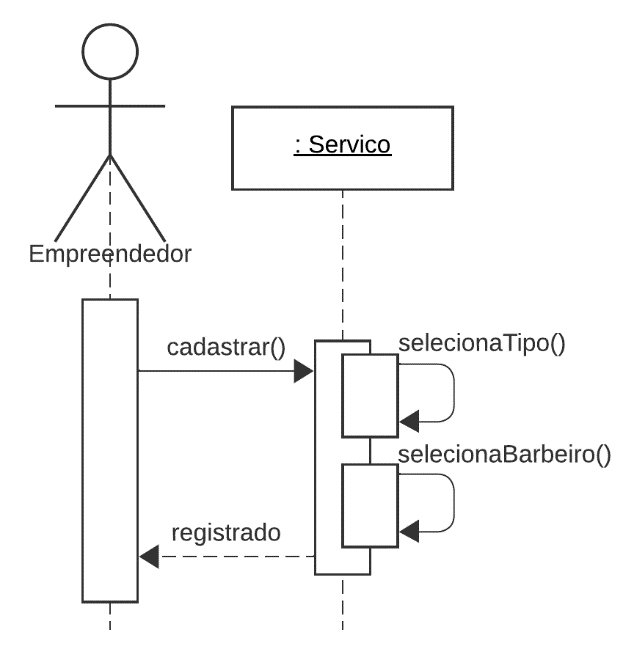 : Servico
Empreendedor
selecionaTipo()
cadastrar()
selecionaBarbeiro()
registrado